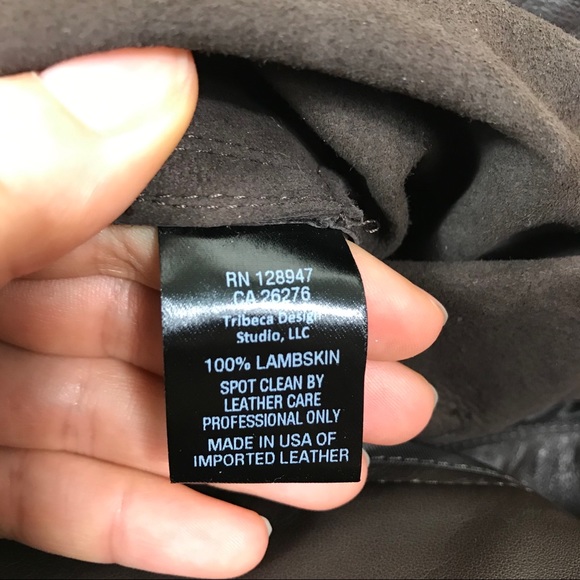 RN 128947
CA 26276
Tribeca Design
Studio, LLC
100% LAMBSKIN
SPOT CLEAN BY
LEATHER CARE
PROFESSIONAL ONLY
MADE IN USA OF
IMPORTED LEATHER